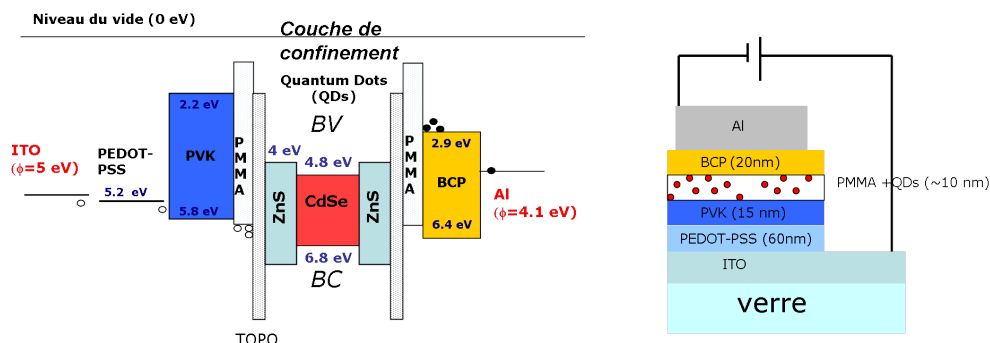 Niveau du vide (0 eV)
Couche de
confinement
Quantum Dots
(QDs)
BV
2.2 eV
PVK
5.8 eV
PMMA
ITO
(ϕ=5 eV)
PEDOT-
PSS
5.2 eV
4 eV
ZnS
4.8 eV
CdSe
6.8 eV
BC
ZnS
PMMA
2.9 eV
BCP
6.4 eV
Al
(ϕ=4.1 eV)
TOPO
Al
BCP (20nm)
PMMA +QDs (~10 nm)
PVK (15 nm)
PEDOT-PSS (60nm)
ITO
verre